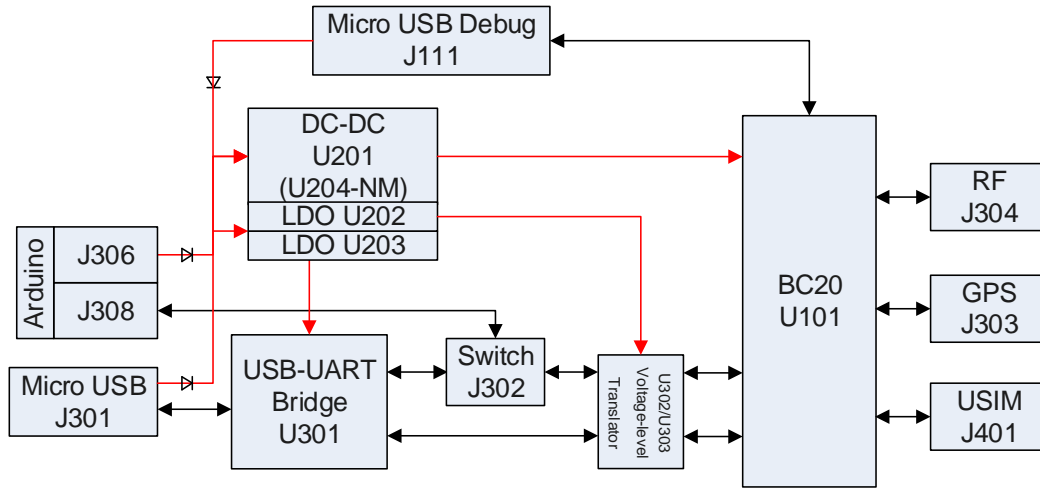 Micro USB Debug
J111
DC-DC
U201
(U204-NM)
LDO U202
LDO U203
Arduino
J306
J308
Micro USB
J301
USB-UART
Bridge
U301
Switch
J302
U302/U303
Voltage-level
Translator
BC20
U101
RF
J304
GPS
J303
USIM
J401